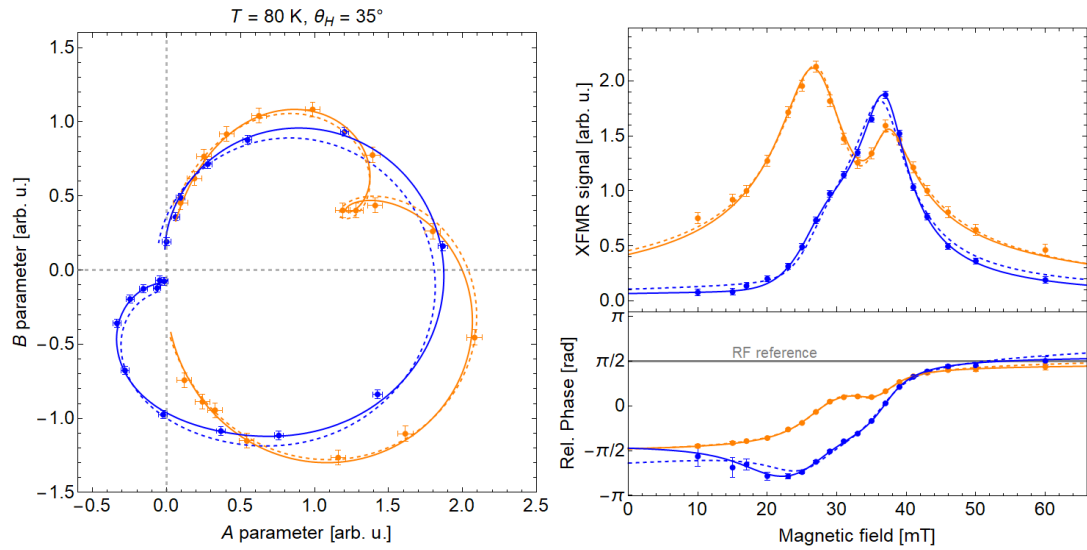 T = 80 K, θH = 35°
B parameter [arb. u.]
1.5
1.0
0.5
0.0
−0.5
−1.0
−1.5
−0.5 0.0 0.5 1.0 1.5 2.0 2.5
A parameter [arb. u.]
XFMR signal [arb. u.]
2.0
1.5
1.0
0.5
0.0
Rel. Phase [rad]
π
π/2
0
−π/2
−π
RF reference
0 10 20 30 40 50 60
Magnetic field [mT]